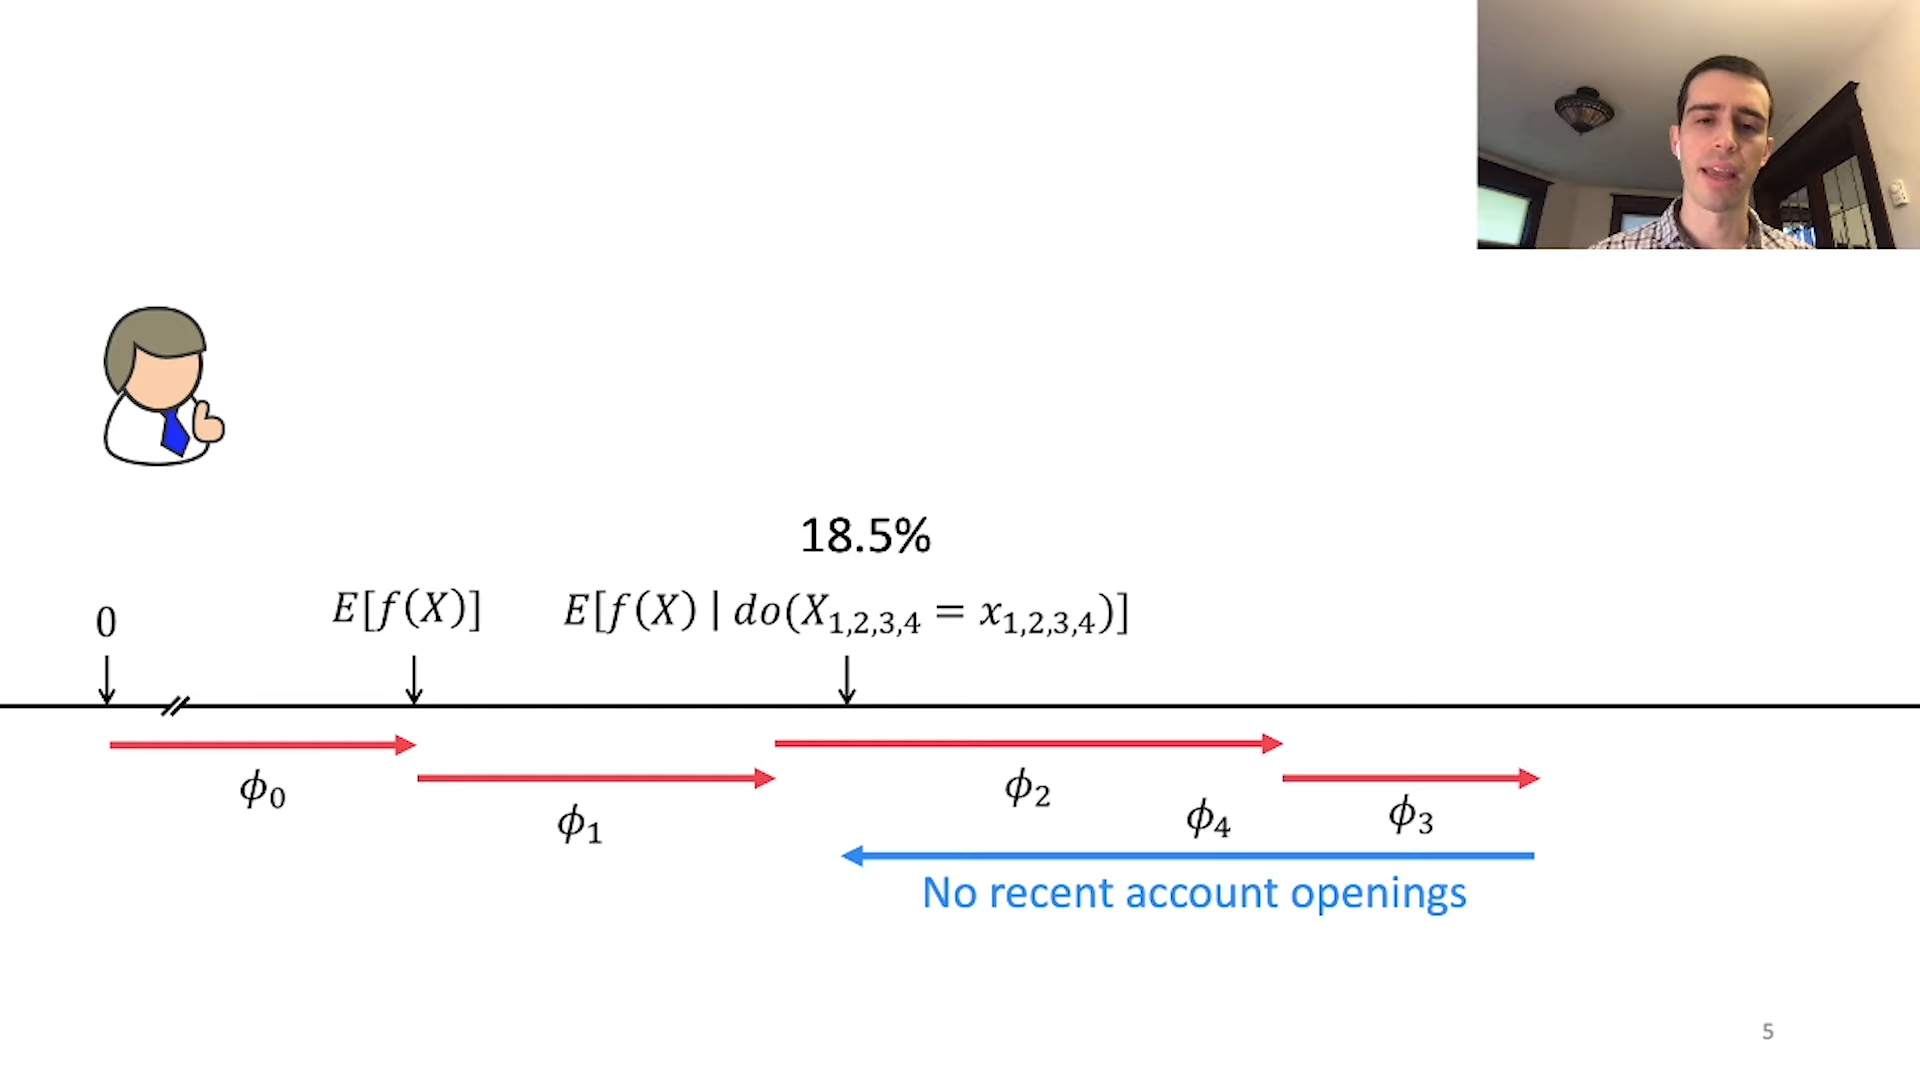 18.5%
0
E[f(X)]
E[f(X) | do(X₁,₂,₃,₄ = x₁,₂,₃,₄)]
ϕ₀
ϕ₁
ϕ₂
ϕ₄
ϕ₃
No recent account openings
5